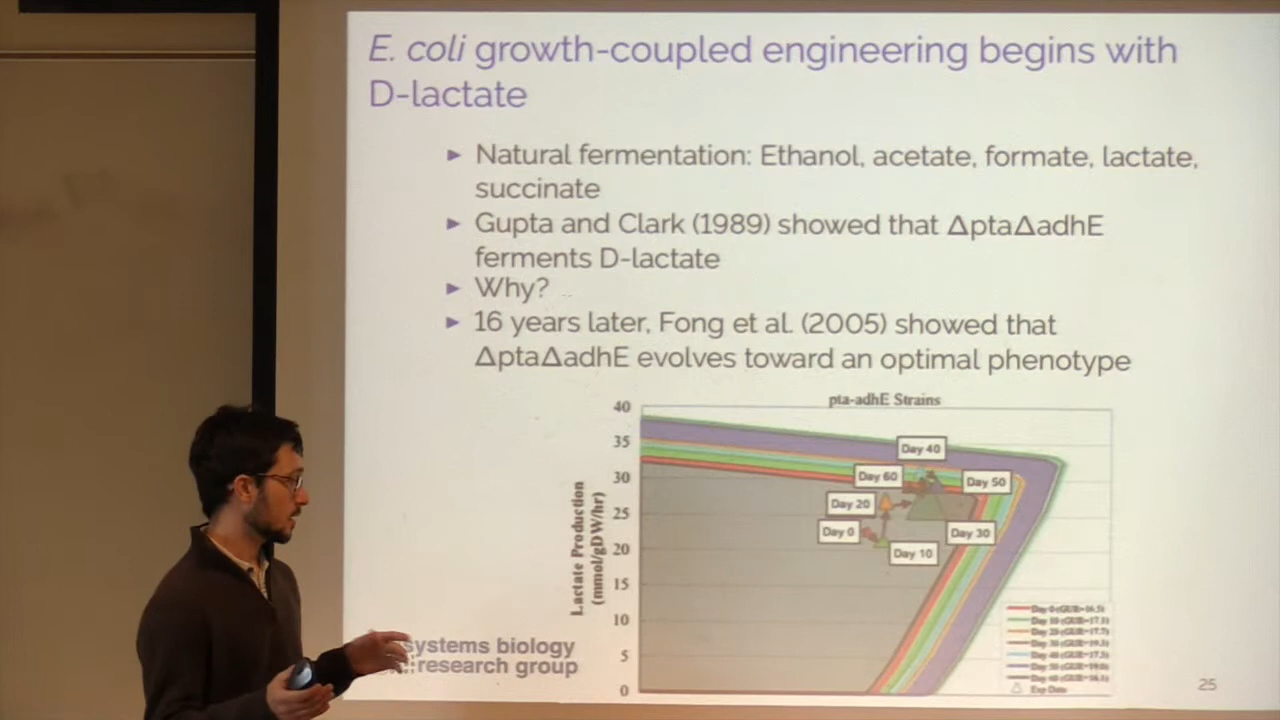 E. coli growth-coupled engineering begins with
D-lactate
► Natural fermentation: Ethanol, acetate, formate, lactate,
succinate
► Gupta and Clark (1989) showed that ΔptaΔadhE
ferments D-lactate
► Why?
► 16 years later, Fong et al. (2005) showed that
ΔptaΔadhE evolves toward an optimal phenotype
pta-adhE Strains
40
35
30
25
20
15
10
5
0
Lactate Production
(mmol/gDW/hr)
Day 40
Day 60
Day 50
Day 20
Day 0
Day 30
Day 10
Exp Data
systems biology
research group
25